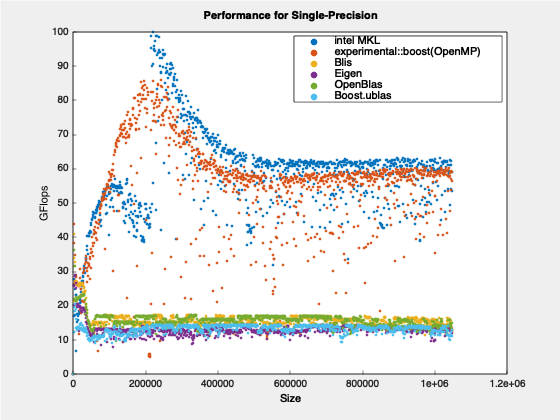 Performance for Single-Precision
intel MKL
experimental::boost(OpenMP)
Blis
Eigen
OpenBlas
Boost.ublas
100
90
80
70
60
50
40
30
20
10
0
GFlops
0
200000
400000
600000
800000
1e+06
1.2e+06
Size